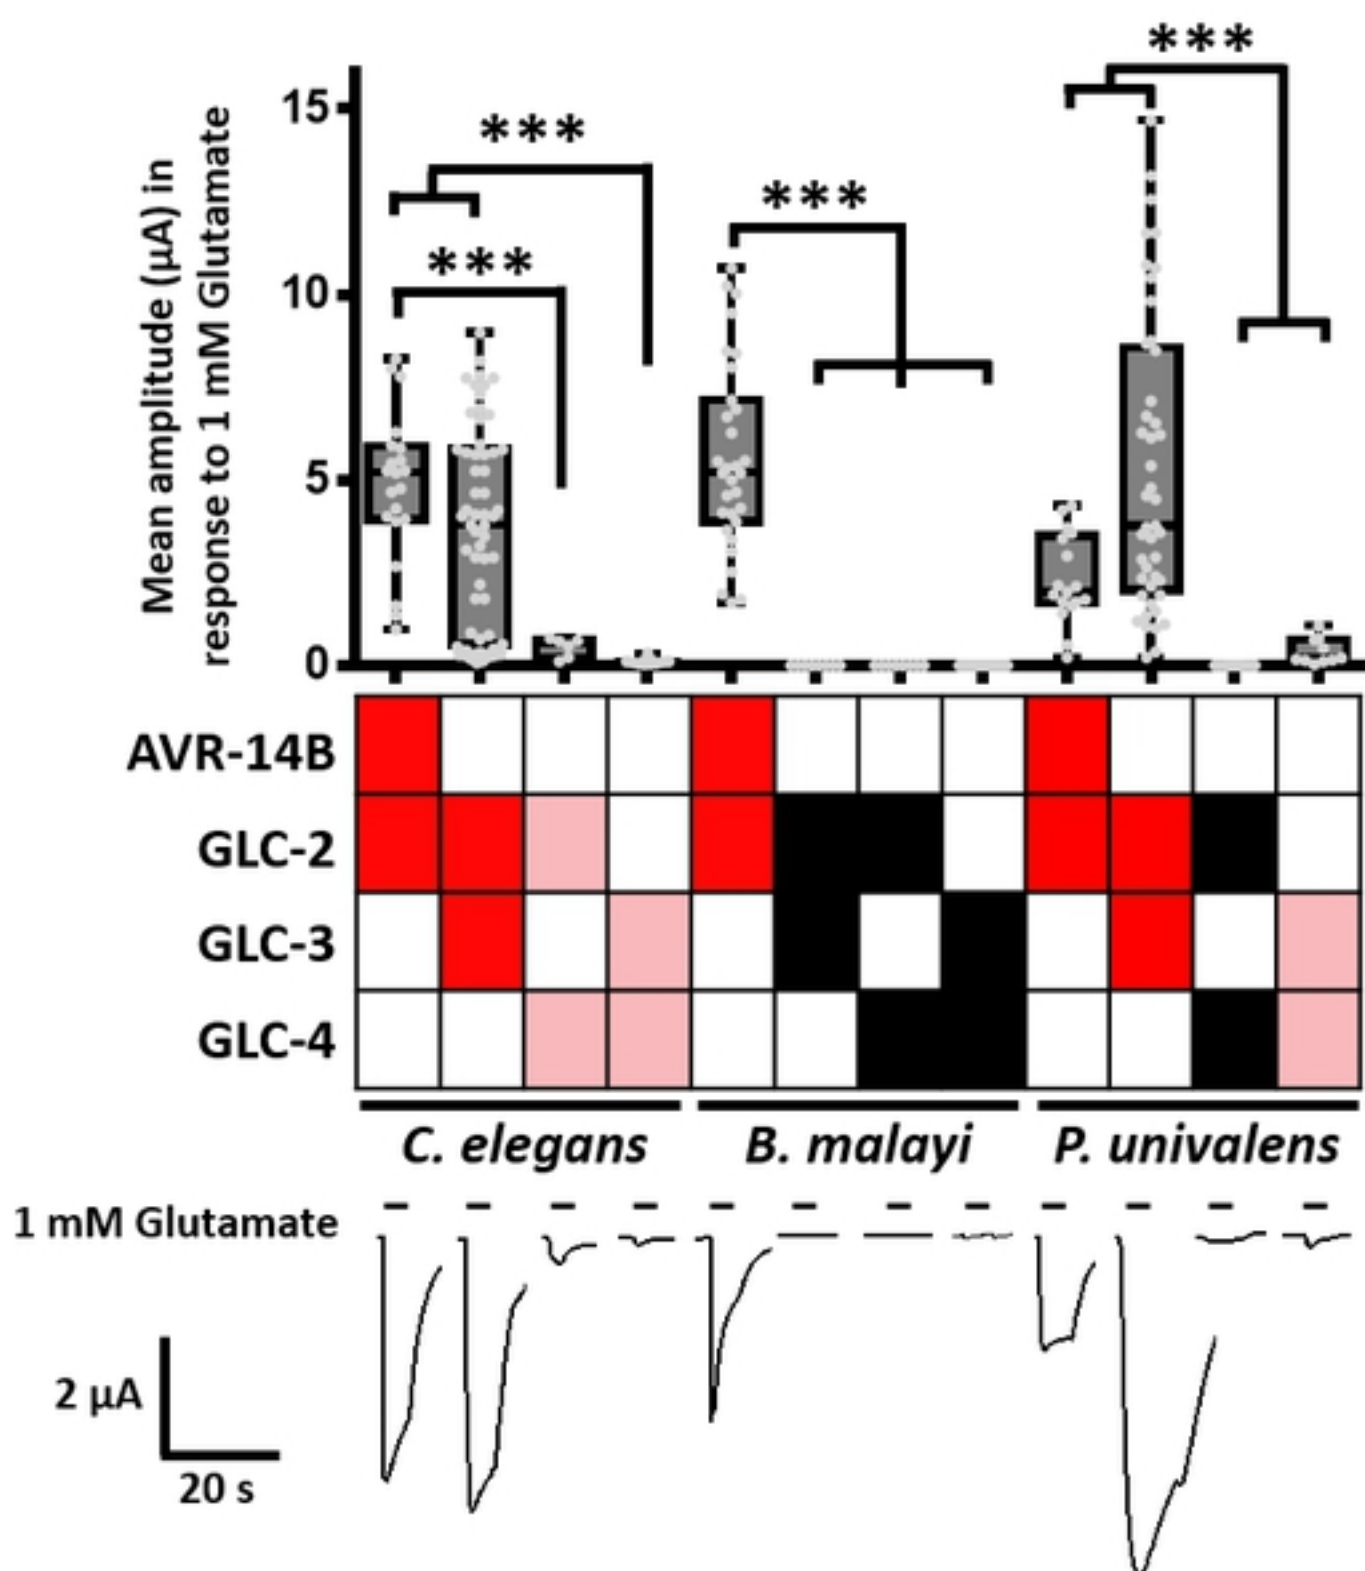 ***
15
***
***
10
***
5
0
Mean amplitude (μA) in
response to 1 mM Glutamate
AVR-14B
GLC-2
GLC-3
GLC-4
C. elegans B. malayi P. univalens
1 mM Glutamate
2 μA
20 s